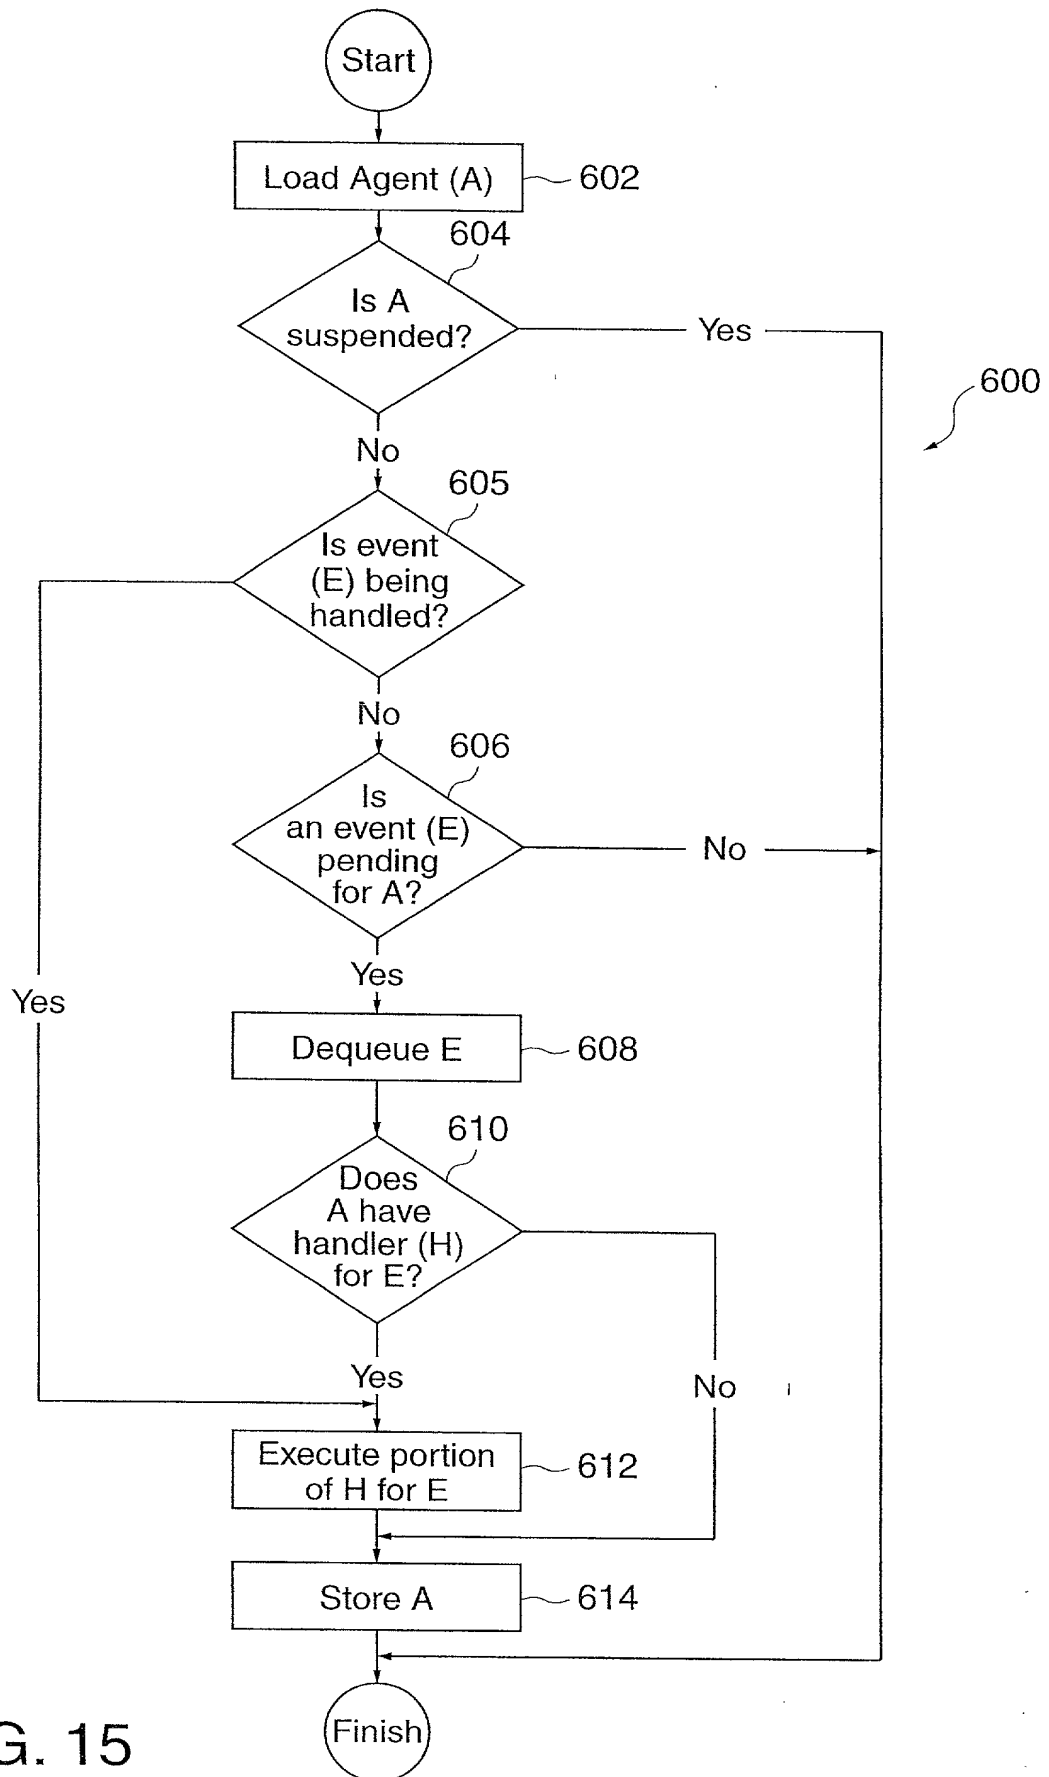 Start
Load Agent (A)
602
604
Is A
suspended?
Yes
600
No
605
Is event
(E) being
handled?
No
606
Is
an event (E)
pending
for A?
No
Yes
Yes
Dequeue E
608
610
Does
A have
handler (H)
for E?
Yes
No
Execute portion
of H for E
612
Store A
614
Finish
G. 15